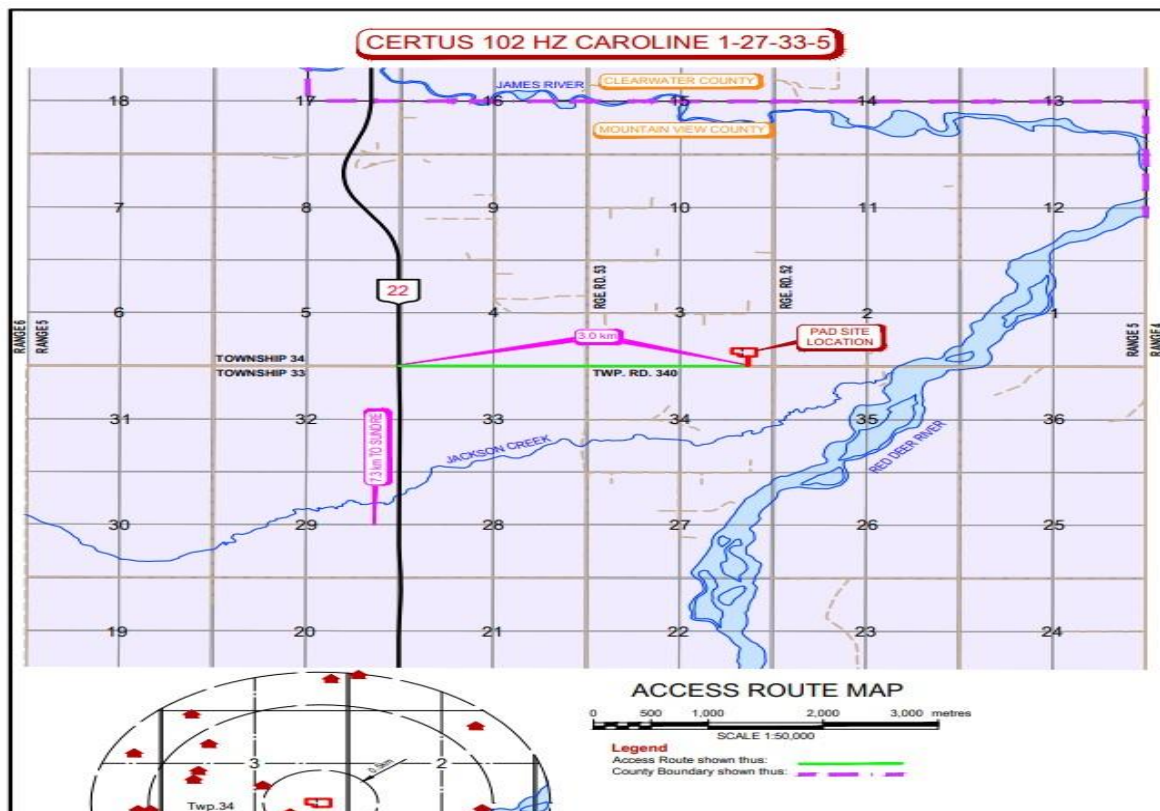 CERTUS 102 HZ CAROLINE 1-27-33-5
JAMES RIVER
CLEARWATER COUNTY
18 17 16 15 14 13
MOUNTAIN VIEW COUNTY
7 8 9 10 11 12
RGE. RD. 53
RGE. RD. 52
22
6 5 4 3 2 1
RANGE 6
RANGE 5
RANGE 5
RANGE 4
3.0 km
PAD SITE
LOCATION
TOWNSHIP 34
TOWNSHIP 33
TWP. RD. 340
31 32 33 34 35 36
7.3 km TO SUNDRE
JACKSON CREEK
RED DEER RIVER
30 29 28 27 26 25
19 20 21 22 23 24
ACCESS ROUTE MAP
0 500 1,000 2,000 3,000 metres
SCALE 1:50,000
Legend
Access Route shown thus:
County Boundary shown thus:
3 2
0.5km
Twp.34